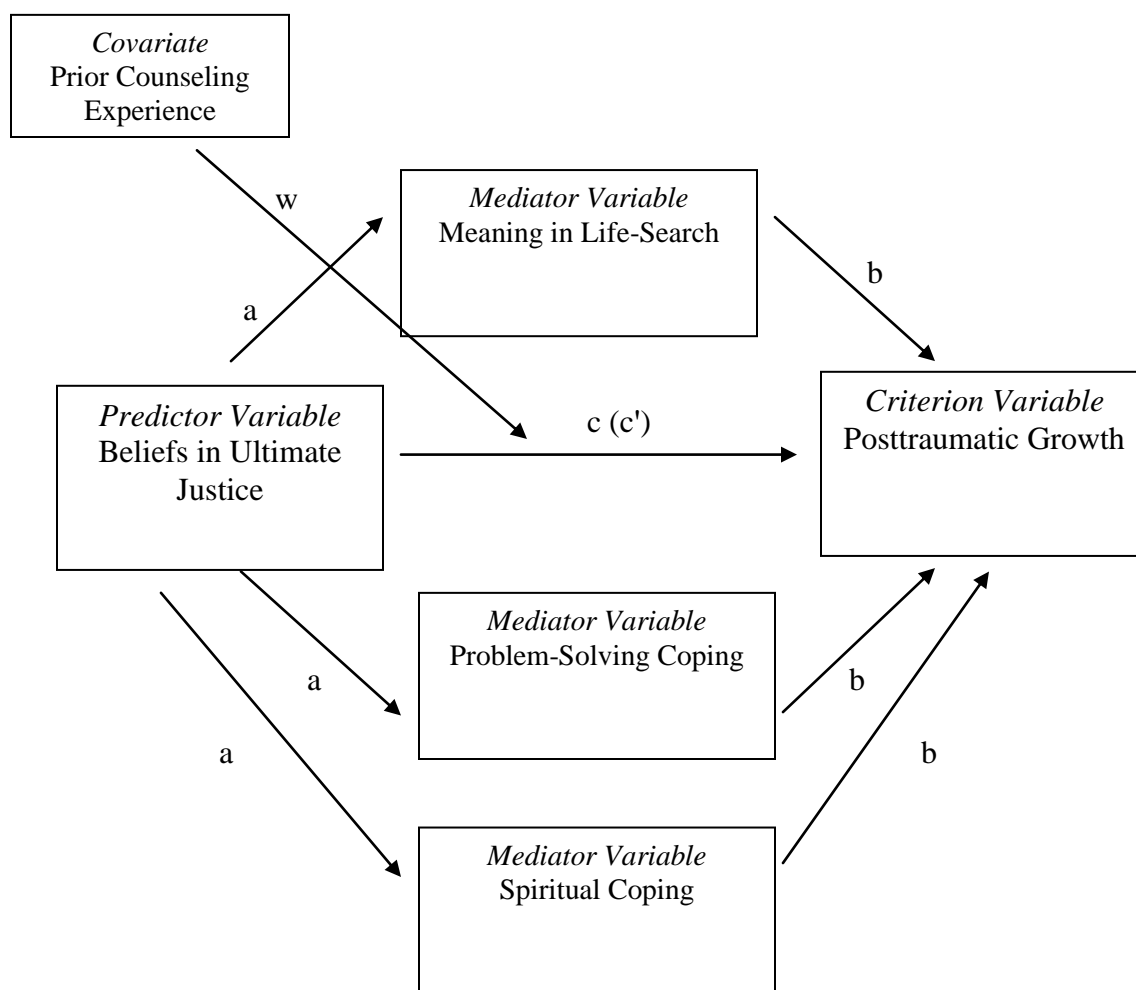 Covariate
Prior Counseling
Experience
w
Mediator Variable
Meaning in Life-Search
a
b
Predictor Variable
Beliefs in Ultimate
Justice
c (c')
Criterion Variable
Posttraumatic Growth
Mediator Variable
Problem-Solving Coping
a
b
a
b
Mediator Variable
Spiritual Coping